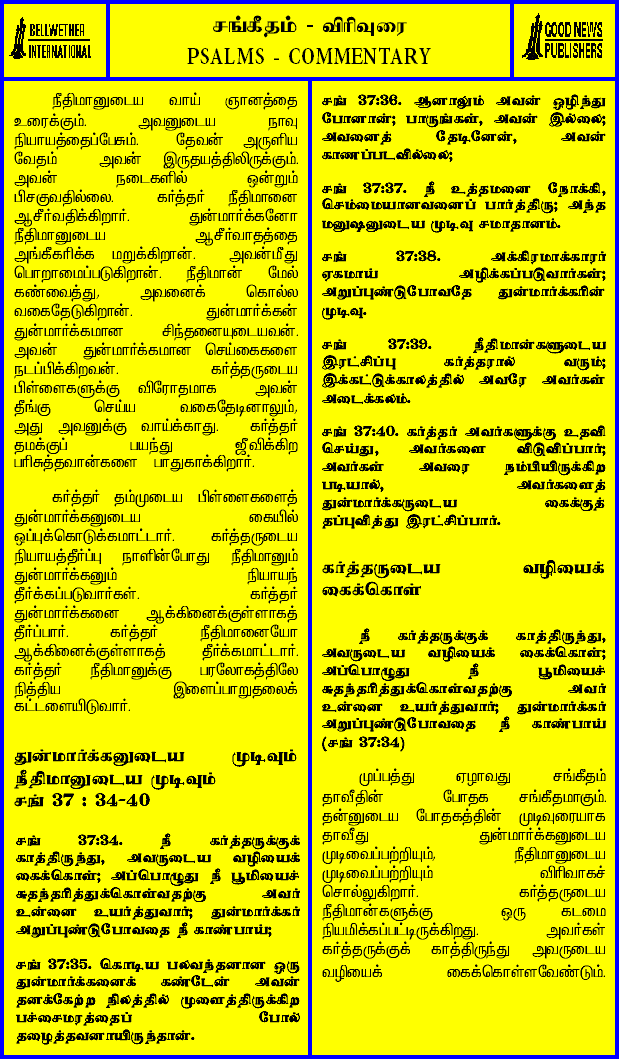 BELLWETHER
INTERNATIONAL
சங்கீதம் - விரிவுரை
PSALMS - COMMENTARY
GOOD NEWS
PUBLISHERS
நீதிமானுடைய வாய் ஞானத்தை
உரைக்கும். அவனுடைய நாவு
நியாயத்தைப்பேசும். தேவன் அருளிய
வேதம் அவன் இருதயத்திலிருக்கும்.
அவன் நடைகளில் ஒன்றும்
பிசகுவதில்லை. கர்த்தர் நீதிமானை
ஆசீர்வதிக்கிறார். துன்மார்க்கனோ
நீதிமானுடைய ஆசீர்வாதத்தை
அங்கீகரிக்க மறுக்கிறான். அவன்மீது
பொறாமைப்படுகிறான். நீதிமான் மேல்
கண்வைத்து, அவனைக் கொல்ல
வகைதேடுகிறான். துன்மார்க்கன்
துன்மார்க்கமான சிந்தனையுடையவன்.
அவன் துன்மார்க்கமான செய்கைகளை
நடப்பிக்கிறவன். கர்த்தருடைய
பிள்ளைகளுக்கு விரோதமாக அவன்
தீங்கு செய்ய வகைதேடினாலும்,
அது அவனுக்கு வாய்க்காது. கர்த்தர்
தமக்குப் பயந்து ஜீவிக்கிற
பரிசுத்தவான்களை பாதுகாக்கிறார்.
கர்த்தர் தம்முடைய பிள்ளைகளைத்
துன்மார்க்கனுடைய கையில்
ஒப்புக்கொடுக்கமாட்டார். கர்த்தருடைய
நியாயத்தீர்ப்பு நாளின்போது நீதிமானும்
துன்மார்க்கனும் நியாயந்
தீர்க்கப்படுவார்கள். கர்த்தர்
துன்மார்க்கனை ஆக்கினைக்குள்ளாகத்
தீர்ப்பார். கர்த்தர் நீதிமானையோ
ஆக்கினைக்குள்ளாகத் தீர்க்கமாட்டார்.
கர்த்தர் நீதிமானுக்கு பரலோகத்திலே
நித்திய இளைப்பாறுதலைக்
கட்டளையிடுவார்.
துன்மார்க்கனுடைய முடிவும்
நீதிமானுடைய முடிவும்
சங் 37 : 34-40
சங் 37:34. நீ கர்த்தருக்குக்
காத்திருந்து, அவருடைய வழியைக்
கைக்கொள்; அப்பொழுது நீ பூமியைச்
சுதந்தரித்துக்கொள்வதற்கு அவர்
உன்னை உயர்த்துவார்; துன்மார்க்கர்
அறுப்புண்டுபோவதை நீ காண்பாய்;
சங் 37:35. கொடிய பலவந்தனான ஒரு
துன்மார்க்கனைக் கண்டேன் அவன்
தனக்கேற்ற நிலத்தில் முளைத்திருக்கிற
பச்சைமரத்தைப் போல்
தழைத்தவனாயிருந்தான்.
சங் 37:36. ஆனாலும் அவன் ஒழிந்து
போனான்; பாருங்கள், அவன் இல்லை;
அவனைத் தேடினேன், அவன்
காணப்படவில்லை;
சங் 37:37. நீ உத்தமனை நோக்கி,
செம்மையானவனைப் பார்த்திரு; அந்த
மனுஷனுடைய முடிவு சமாதானம்.
சங் 37:38. அக்கிரமாக்காரர்
ஏகமாய் அழிக்கப்படுவார்கள்;
அறுப்புண்டுபோவதே துன்மார்க்கரின்
முடிவு.
சங் 37:39. நீதிமான்களுடைய
இரட்சிப்பு கர்த்தரால் வரும்;
இக்கட்டுக்காலத்தில் அவரே அவர்கள்
அடைக்கலம்.
சங் 37:40. கர்த்தர் அவர்களுக்கு உதவி
செய்து, அவர்களை விடுவிப்பார்;
அவர்கள் அவரை நம்பியிருக்கிற
படியால், அவர்களைத்
துன்மார்க்கருடைய கைக்குத்
தப்புவித்து இரட்சிப்பார்.
கர்த்தருடைய வழியைக்
கைக்கொள்
நீ கர்த்தருக்குக் காத்திருந்து,
அவருடைய வழியைக் கைக்கொள்;
அப்பொழுது நீ பூமியைச்
சுதந்தரித்துக்கொள்வதற்கு அவர்
உன்னை உயர்த்துவார்; துன்மார்க்கர்
அறுப்புண்டுபோவதை நீ காண்பாய்
(சங் 37:34)
முப்பத்து ஏழாவது சங்கீதம்
தாவீதின் போதக சங்கீதமாகும்.
தன்னுடைய போதகத்தின் முடிவுரையாக
தாவீது துன்மார்க்கனுடைய
முடிவைப்பற்றியும், நீதிமானுடைய
முடிவைப்பற்றியும் விரிவாகச்
சொல்லுகிறார். கர்த்தருடைய
நீதிமான்களுக்கு ஒரு கடமை
நியமிக்கப்பட்டிருக்கிறது. அவர்கள்
கர்த்தருக்குக் காத்திருந்து அவருடைய
வழியைக் கைக்கொள்ளவேண்டும்.